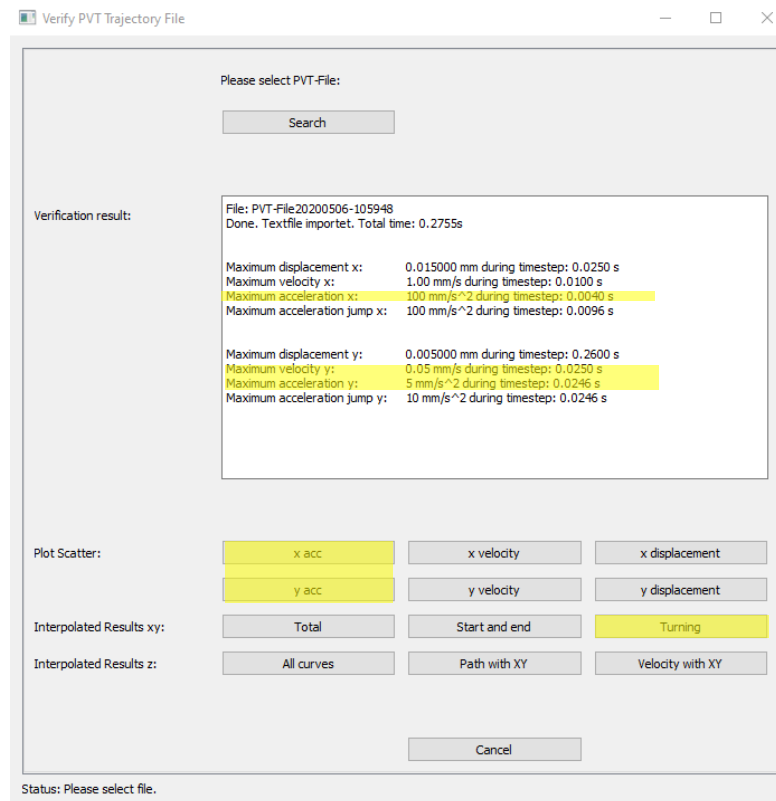 Verify PVT Trajectory File
Please select PVT-File:
Search
Verification result:
File: PVT-File20200506-105948
Done. Textfile importet. Total time: 0.2755s
Maximum displacement x: 0.015000 mm during timestep: 0.0250 s
Maximum velocity x: 1.00 mm/s during timestep: 0.0100 s
Maximum acceleration x: 100 mm/s^2 during timestep: 0.0040 s
Maximum acceleration jump x: 100 mm/s^2 during timestep: 0.0096 s
Maximum displacement y: 0.005000 mm during timestep: 0.2600 s
Maximum velocity y: 0.05 mm/s during timestep: 0.0250 s
Maximum acceleration y: 5 mm/s^2 during timestep: 0.0246 s
Maximum acceleration jump y: 10 mm/s^2 during timestep: 0.0246 s
Plot Scatter: x acc x velocity x displacement
y acc y velocity y displacement
Interpolated Results xy: Total Start and end Turning
Interpolated Results z: All curves Path with XY Velocity with XY
Cancel
Status: Please select file.